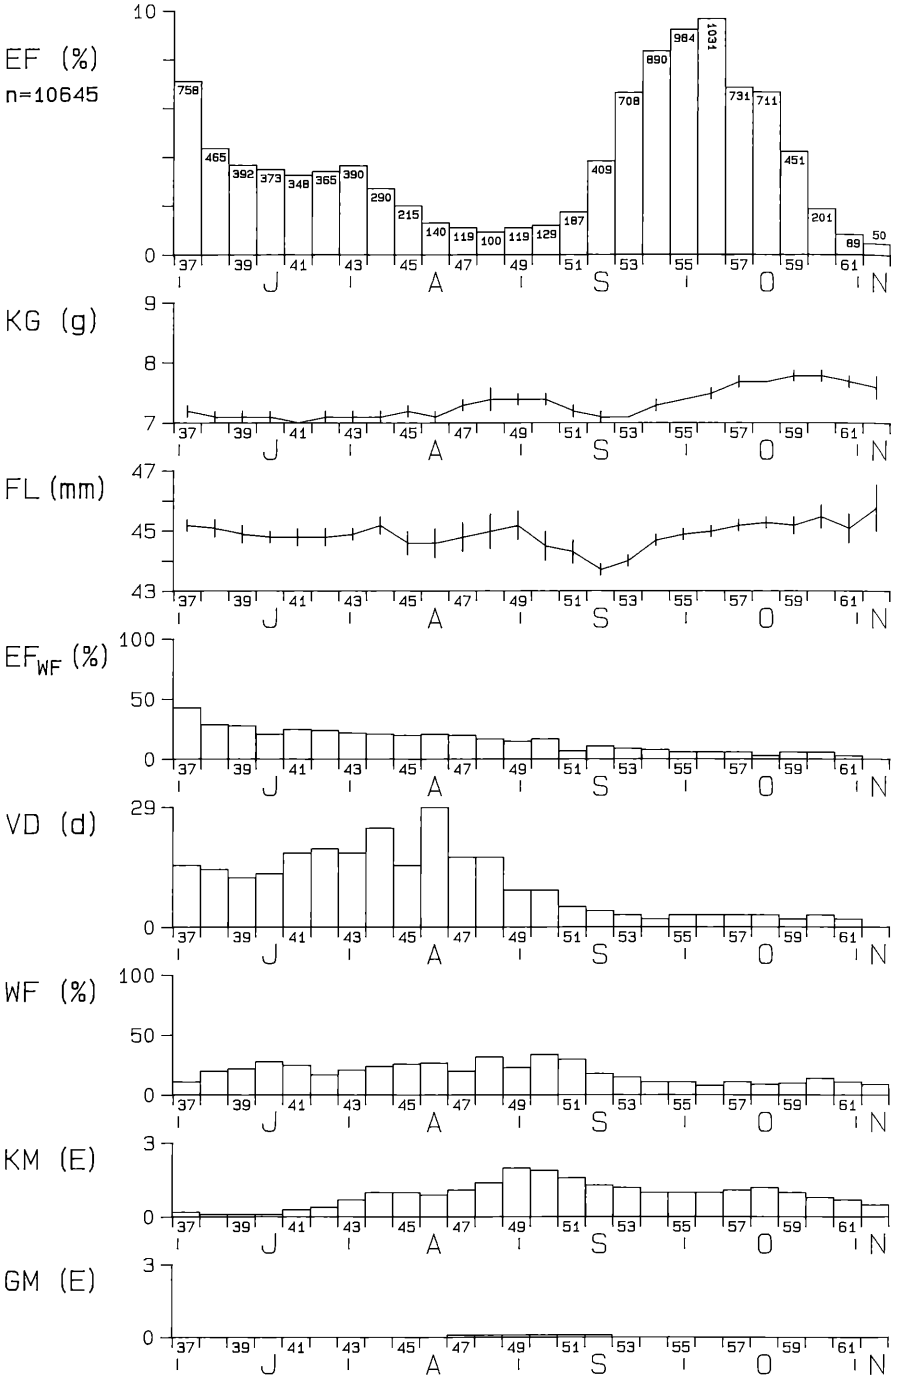 10
EF (%)
n=10645
758 465 392 373 348 365 390 290 215 140 119 100 119 129 187 409 708 890 984 1031 731 711 451 201 89 50
0
37 39 41 43 45 47 49 51 53 55 57 59 61
J A S O N
9
KG (g)
8
7
37 39 41 43 45 47 49 51 53 55 57 59 61
J A S O N
47
FL (mm)
45
43
37 39 41 43 45 47 49 51 53 55 57 59 61
J A S O N
100
EFWF (%)
50
0
37 39 41 43 45 47 49 51 53 55 57 59 61
J A S O N
29
VD (d)
0
37 39 41 43 45 47 49 51 53 55 57 59 61
J A S O N
100
WF (%)
50
0
37 39 41 43 45 47 49 51 53 55 57 59 61
J A S O N
3
KM (E)
0
37 39 41 43 45 47 49 51 53 55 57 59 61
J A S O N
3
GM (E)
0
37 39 41 43 45 47 49 51 53 55 57 59 61
J A S O N